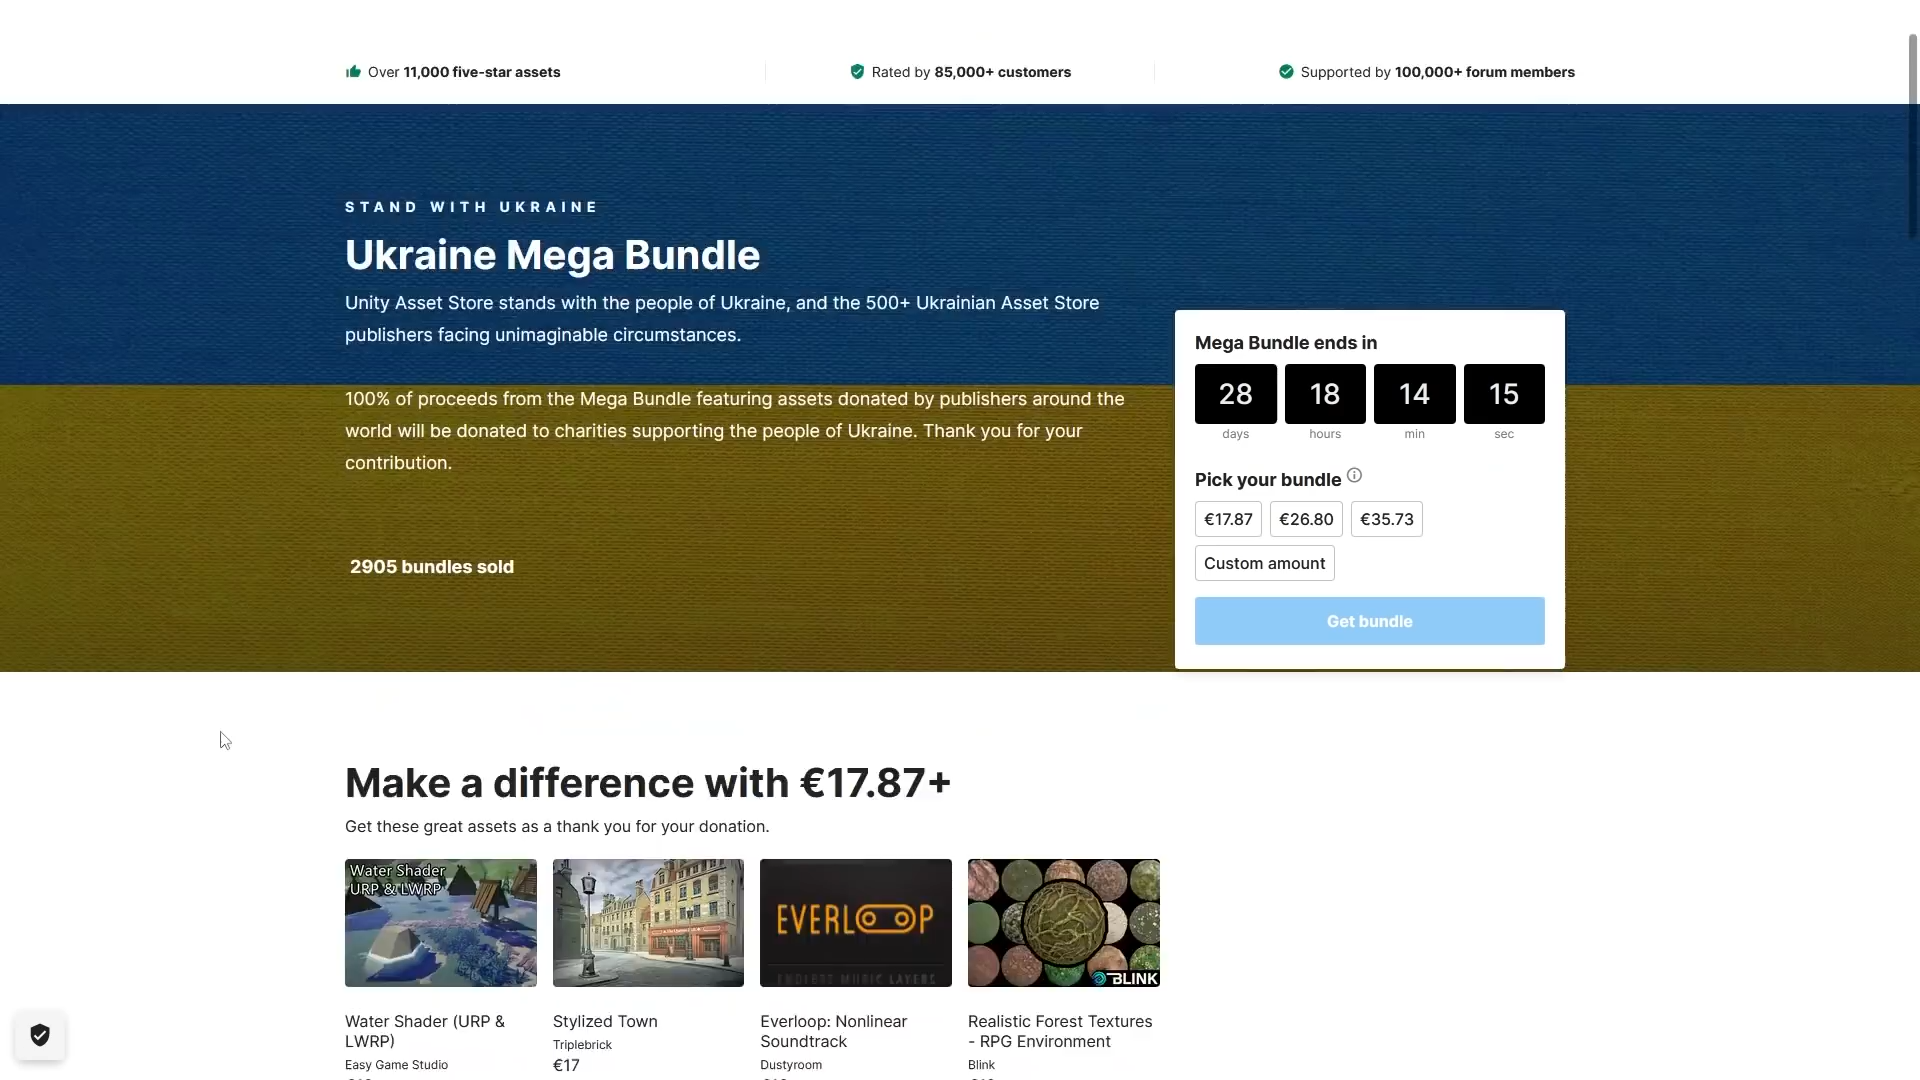 Over 11,000 five-star assets
Rated by 85,000+ customers
Supported by 100,000+ forum members
STAND WITH UKRAINE
Ukraine Mega Bundle
Unity Asset Store stands with the people of Ukraine, and the 500+ Ukrainian Asset Store
publishers facing unimaginable circumstances.
100% of proceeds from the Mega Bundle featuring assets donated by publishers around the
world will be donated to charities supporting the people of Ukraine. Thank you for your
contribution.
2905 bundles sold
Mega Bundle ends in
28 18 14 15
days hours min sec
Pick your bundle
€17.87 €26.80 €35.73
Custom amount
Get bundle
Make a difference with €17.87+
Get these great assets as a thank you for your donation.
Water Shader
URP & LWRP
EVERLOOP
ENDLESS MUSIC LAYERS
BLINK
Water Shader (URP &
LWRP)
Easy Game Studio
Stylized Town
Triplebrick
€17
Everloop: Nonlinear
Soundtrack
Dustyroom
Realistic Forest Textures
- RPG Environment
Blink